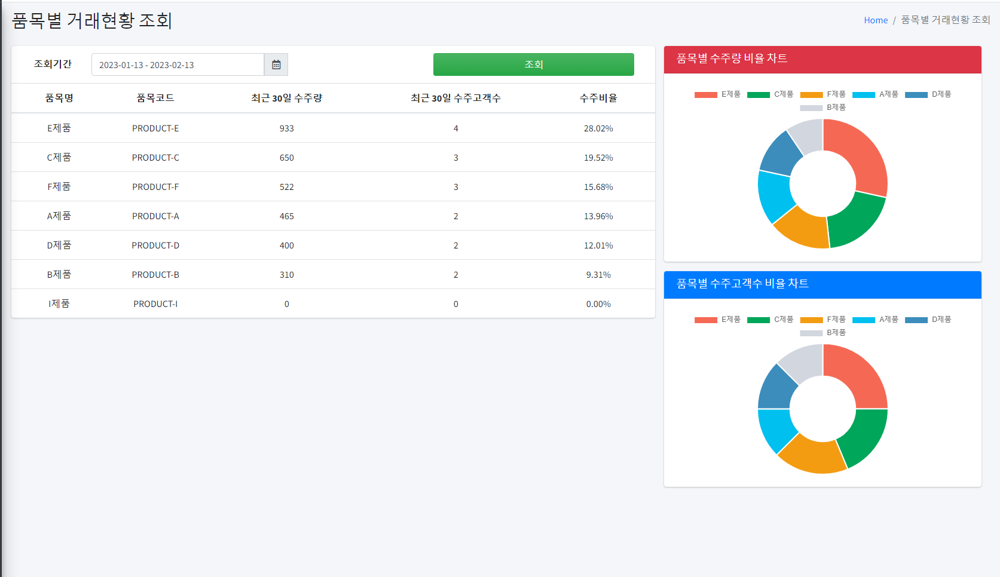 품목별 거래현황 조회
Home / 품목별 거래현황 조회
조회기간 2023-01-13 - 2023-02-13 조회
품목명 품목코드 최근 30일 수주량 최근 30일 수주고객수 수주비율
E제품 PRODUCT-E 933 4 28.02%
C제품 PRODUCT-C 650 3 19.52%
F제품 PRODUCT-F 522 3 15.68%
A제품 PRODUCT-A 465 2 13.96%
D제품 PRODUCT-D 400 2 12.01%
B제품 PRODUCT-B 310 2 9.31%
I제품 PRODUCT-I 0 0 0.00%
품목별 수주량 비율 차트
E제품 C제품 F제품 A제품 D제품
B제품
품목별 수주고객수 비율 차트
E제품 C제품 F제품 A제품 D제품
B제품